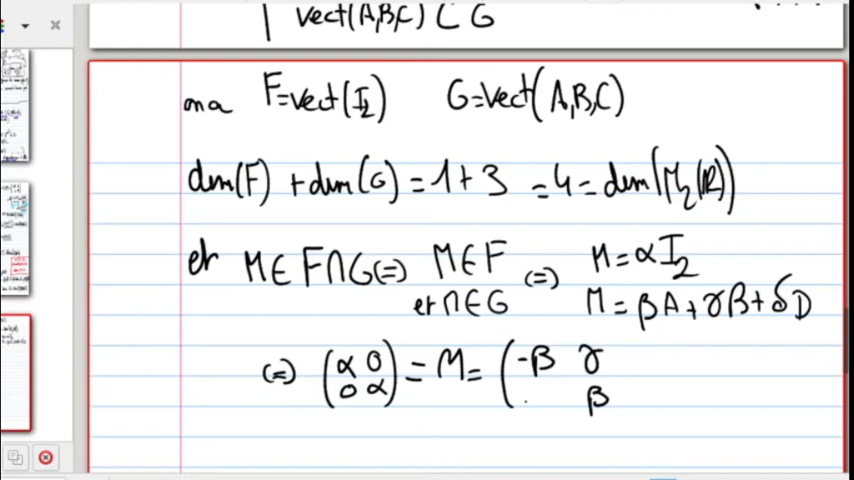 Vect(A,B,C) ⊂ G
on a F=Vect(I₂) G=Vect(A,B,C)
dim(F) + dim(G) = 1 + 3 = 4 = dim(M₂(ℝ))
et M ∈ F∩G (=) M ∈ F (=) M = αI₂
et M ∈ G M = βA + γB + δD
(=) (α 0 = M = (-β γ
0 α) β